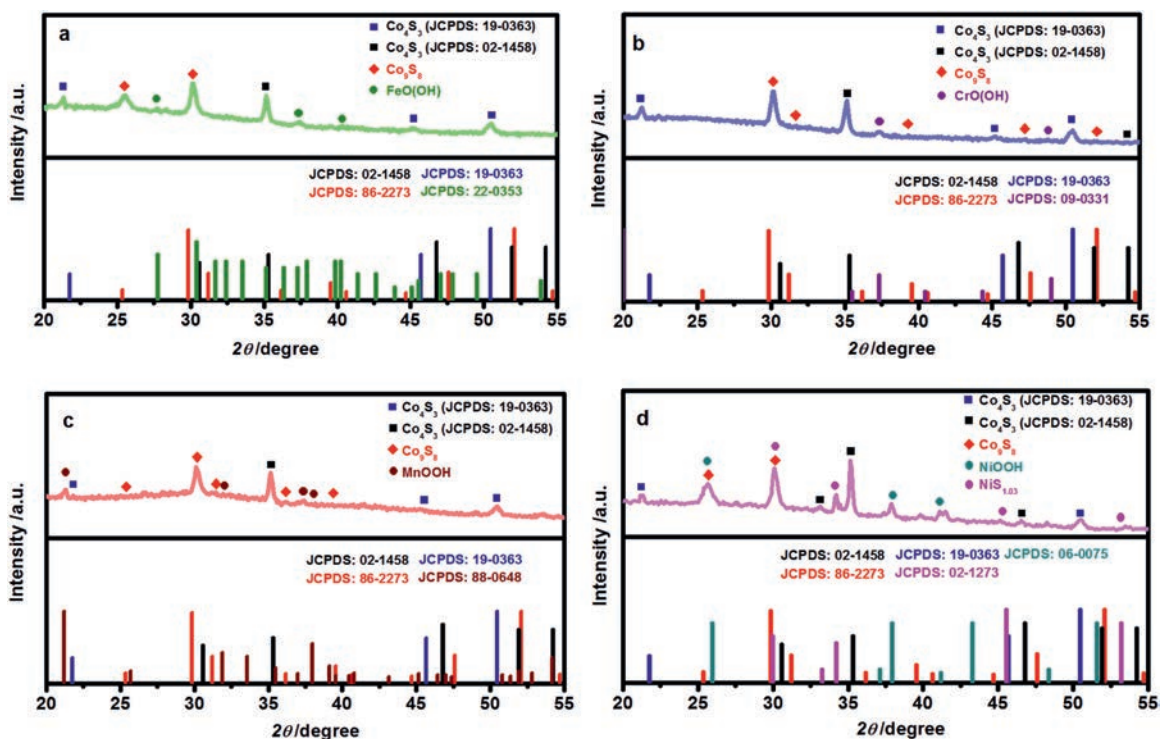 a
Co₄S₃ (JCPDS: 19-0363)
Co₄S₃ (JCPDS: 02-1458)
Co₉S₈
FeO(OH)
JCPDS: 02-1458 JCPDS: 19-0363
JCPDS: 86-2273 JCPDS: 22-0353
Intensity /a.u.
20 25 30 35 40 45 50 55
2θ/degree
b
Co₄S₃ (JCPDS: 19-0363)
Co₄S₃ (JCPDS: 02-1458)
Co₉S₈
CrO(OH)
JCPDS: 02-1458 JCPDS: 19-0363
JCPDS: 86-2273 JCPDS: 09-0331
Intensity /a.u.
20 25 30 35 40 45 50 55
2θ/degree
c
Co₄S₃ (JCPDS: 19-0363)
Co₄S₃ (JCPDS: 02-1458)
Co₉S₈
MnOOH
JCPDS: 02-1458 JCPDS: 19-0363
JCPDS: 86-2273 JCPDS: 88-0648
Intensity /a.u.
20 25 30 35 40 45 50 55
2θ/degree
d
Co₄S₃ (JCPDS: 19-0363)
Co₄S₃ (JCPDS: 02-1458)
Co₉S₈
NiOOH
NiS₁.₀₃
JCPDS: 02-1458 JCPDS: 19-0363 JCPDS: 06-0075
JCPDS: 86-2273 JCPDS: 02-1273
Intensity /a.u.
20 25 30 35 40 45 50 55
2θ/degree